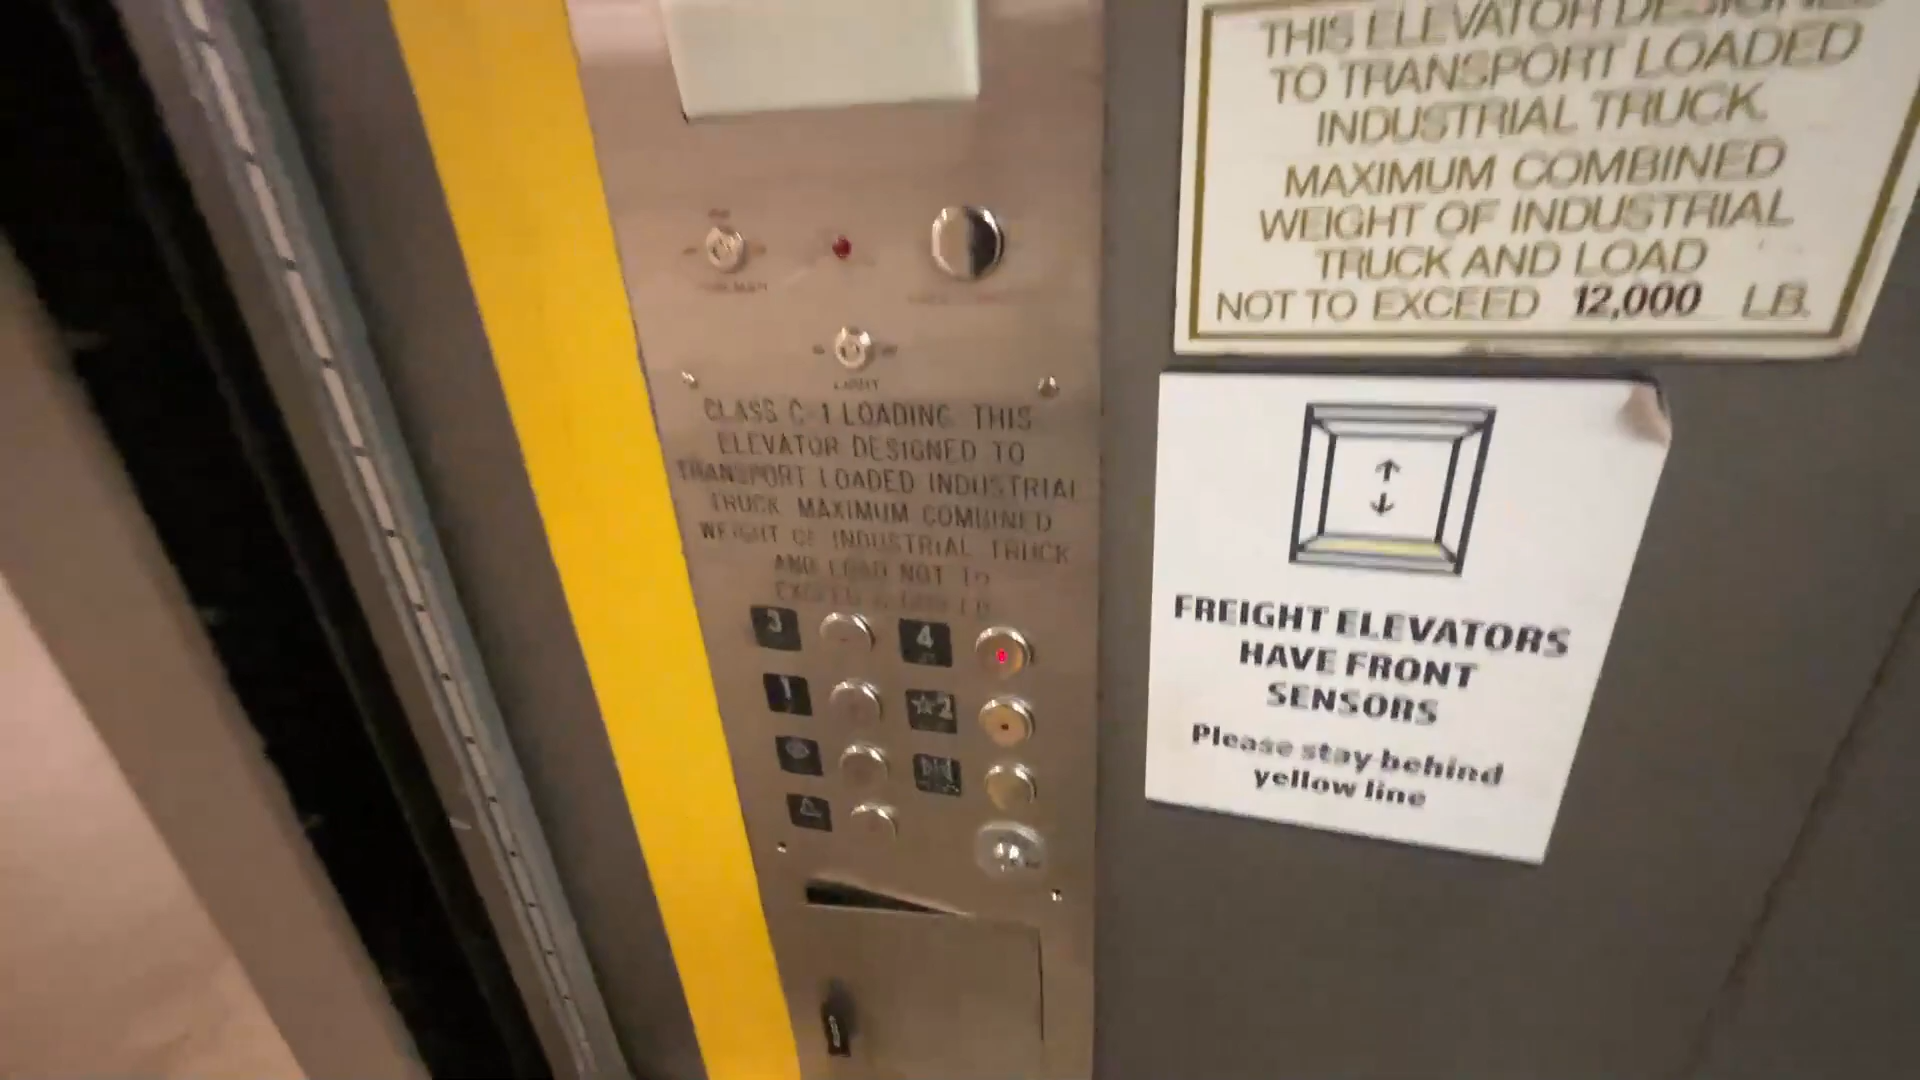 THIS ELEVATOR DESIGNED
TO TRANSPORT LOADED
INDUSTRIAL TRUCK.
MAXIMUM COMBINED
WEIGHT OF INDUSTRIAL
TRUCK AND LOAD
NOT TO EXCEED 12,000 LB.
LIGHT
CLASS C-1 LOADING THIS
ELEVATOR DESIGNED TO
TRANSPORT LOADED INDUSTRIAL
TRUCK MAXIMUM COMBINED
WEIGHT OF INDUSTRIAL TRUCK
AND LOAD NOT TO
EXCEED LB
3 4
1 ☆2
FREIGHT ELEVATORS
HAVE FRONT
SENSORS
Please stay behind
yellow line